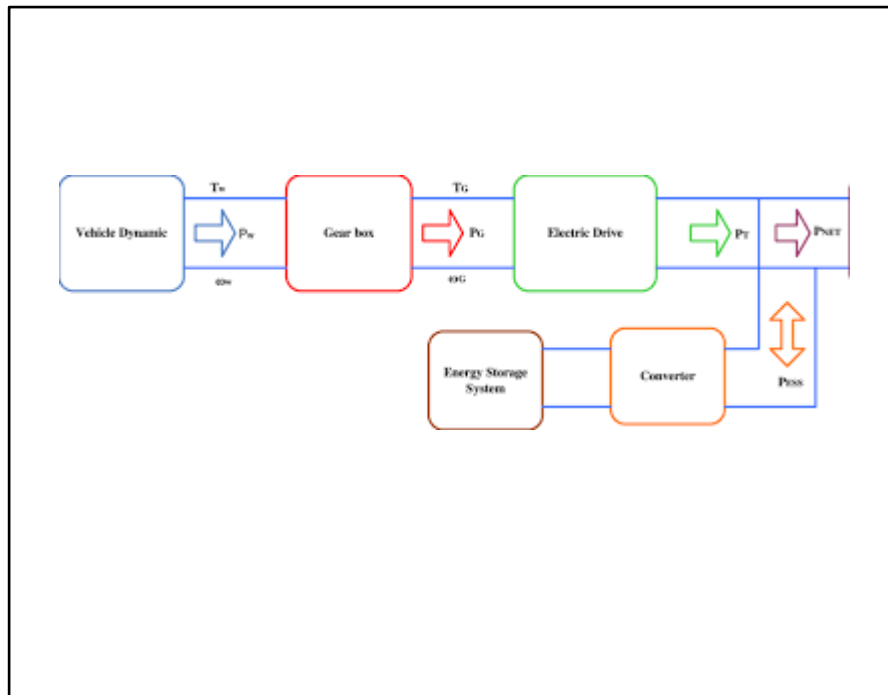 Tw
TG
Vehicle Dynamic
PW
Gear box
PG
Electric Drive
PT
PNET
ωw
ωG
Energy Storage
System
Converter
PESS